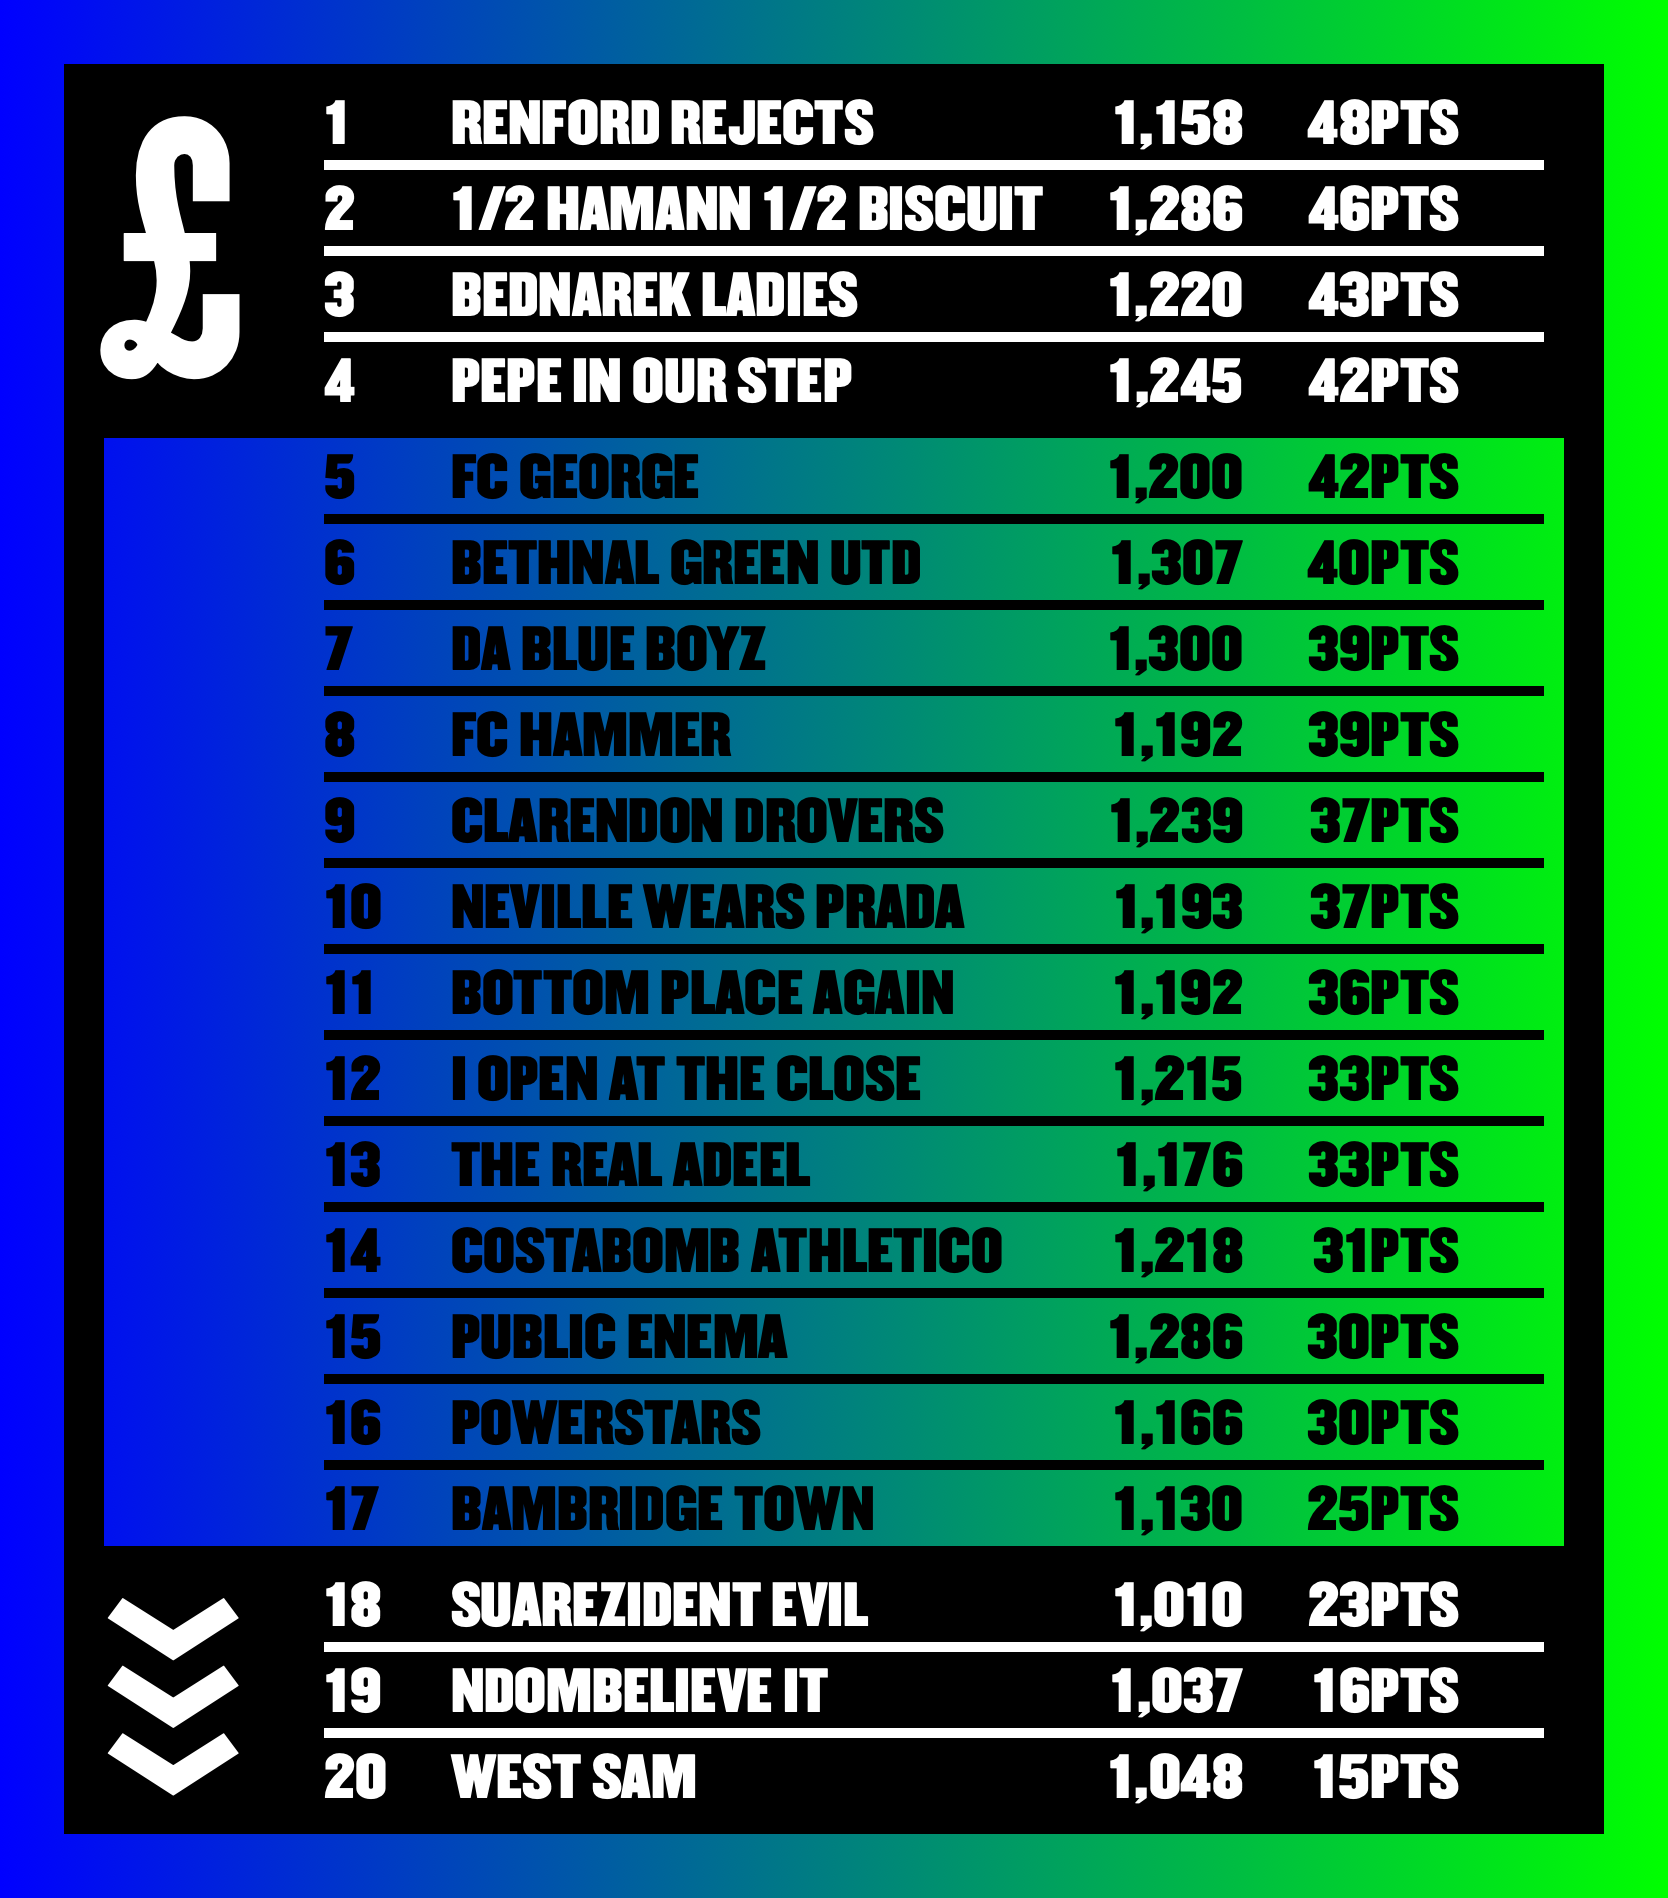 £
1 RENFORD REJECTS 1,158 48PTS
2 1/2 HAMANN 1/2 BISCUIT 1,286 46PTS
3 BEDNAREK LADIES 1,220 43PTS
4 PEPE IN OUR STEP 1,245 42PTS
5 FC GEORGE 1,200 42PTS
6 BETHNAL GREEN UTD 1,307 40PTS
7 DA BLUE BOYZ 1,300 39PTS
8 FC HAMMER 1,192 39PTS
9 CLARENDON DROVERS 1,239 37PTS
10 NEVILLE WEARS PRADA 1,193 37PTS
11 BOTTOM PLACE AGAIN 1,192 36PTS
12 I OPEN AT THE CLOSE 1,215 33PTS
13 THE REAL ADEEL 1,176 33PTS
14 COSTABOMB ATHLETICO 1,218 31PTS
15 PUBLIC ENEMA 1,286 30PTS
16 POWERSTARS 1,166 30PTS
17 BAMBRIDGE TOWN 1,130 25PTS
18 SUAREZIDENT EVIL 1,010 23PTS
19 NDOMBELIEVE IT 1,037 16PTS
20 WEST SAM 1,048 15PTS